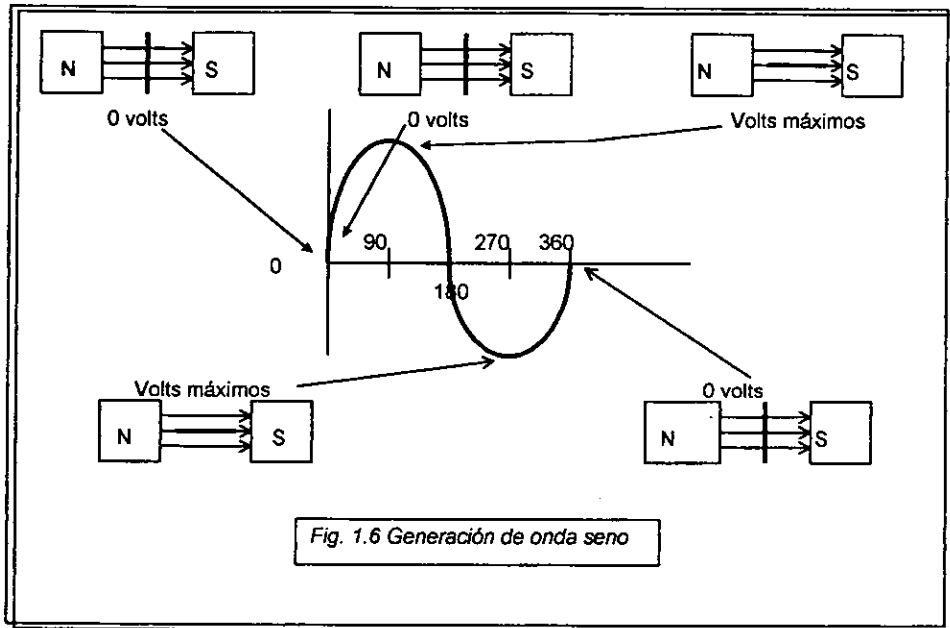 N S
N S
N S
0 volts
0 volts
Volts máximos
90
270
360
0
180
Volts máximos
0 volts
N S
N S
Fig. 1.6 Generación de onda seno